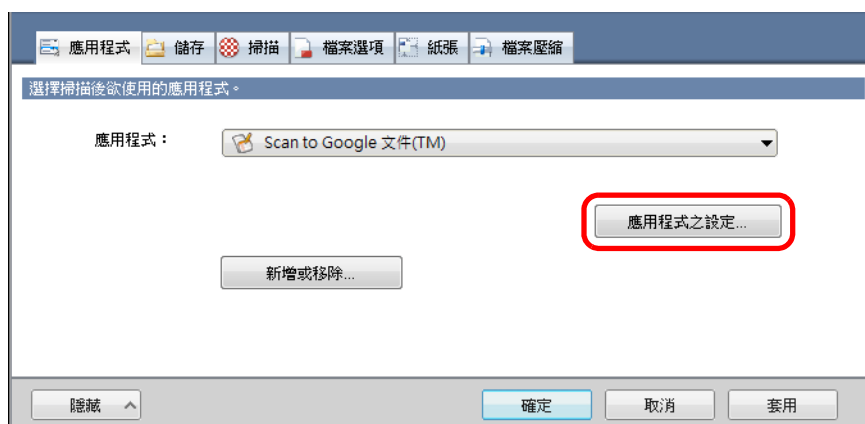 應用程式 儲存 掃描 檔案選項 紙張 檔案壓縮
選擇掃描後欲使用的應用程式。
應用程式： Scan to Google 文件(TM)
應用程式之設定...
新增或移除...
隱藏 確定 取消 套用